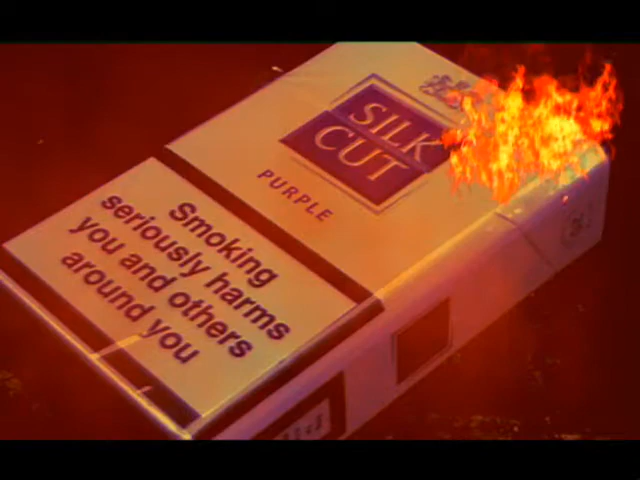 SILK
CUT
PURPLE
Smoking
seriously harms
you and others
around you